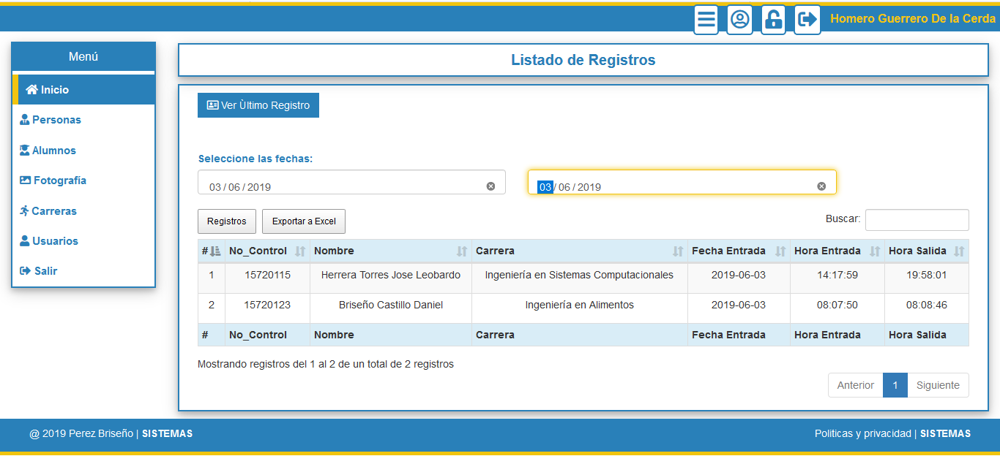 Homero Guerrero De la Cerda
Menú
Inicio
Personas
Alumnos
Fotografía
Carreras
Usuarios
Salir
Listado de Registros
Ver Ùltimo Registro
Seleccione las fechas:
03 / 06 / 2019 03 / 06 / 2019
Registros Exportar a Excel Buscar:
# No_Control Nombre Carrera Fecha Entrada Hora Entrada Hora Salida
1 15720115 Herrera Torres Jose Leobardo Ingeniería en Sistemas Computacionales 2019-06-03 14:17:59 19:58:01
2 15720123 Briseño Castillo Daniel Ingeniería en Alimentos 2019-06-03 08:07:50 08:08:46
# No_Control Nombre Carrera Fecha Entrada Hora Entrada Hora Salida
Mostrando registros del 1 al 2 de un total de 2 registros
Anterior 1 Siguiente
@ 2019 Perez Briseño | SISTEMAS Politicas y privacidad | SISTEMAS